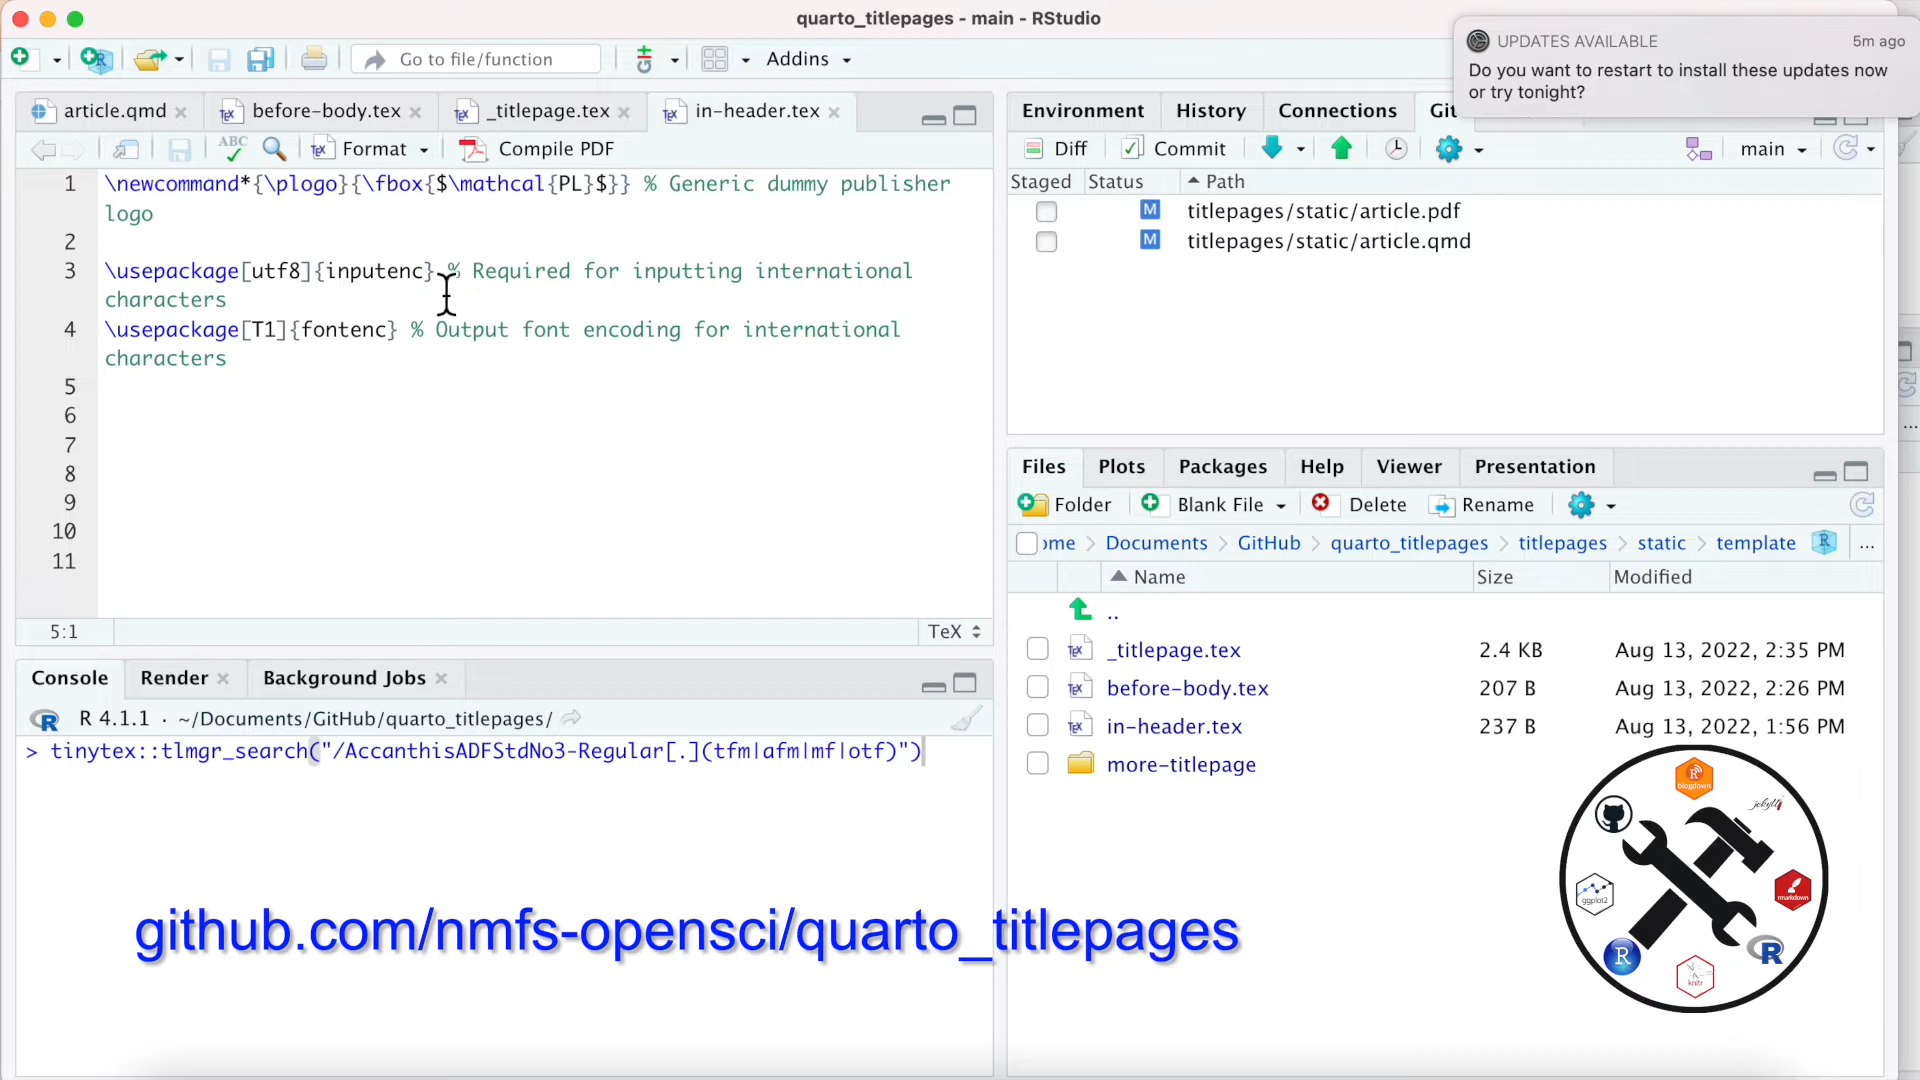 quarto_titlepages - main - RStudio
UPDATES AVAILABLE
5m ago
Do you want to restart to install these updates now
or try tonight?
Go to file/function
Addins
article.qmd
before-body.tex
_titlepage.tex
in-header.tex
ABC
Format
Compile PDF
1 \newcommand*{\plogo}{\fbox{$\mathcal{PL}$}} % Generic dummy publisher
logo
2
3 \usepackage[utf8]{inputenc} % Required for inputting international
characters
4 \usepackage[T1]{fontenc} % Output font encoding for international
characters
5
6
7
8
9
10
11
5:1
TeX
Console
Render
Background Jobs
R 4.1.1 · ~/Documents/GitHub/quarto_titlepages/
> tinytex::tlmgr_search("/AccanthisADFStdNo3-Regular[.](tfm|afm|mf|otf)")
Environment
History
Connections
Git
Diff
Commit
main
Staged
Status
Path
M titlepages/static/article.pdf
M titlepages/static/article.qmd
Files
Plots
Packages
Help
Viewer
Presentation
Folder
Blank File
Delete
Rename
ome > Documents > GitHub > quarto_titlepages > titlepages > static > template
...
Name
Size
Modified
..
_titlepage.tex 2.4 KB Aug 13, 2022, 2:35 PM
before-body.tex 207 B Aug 13, 2022, 2:26 PM
in-header.tex 237 B Aug 13, 2022, 1:56 PM
more-titlepage
github.com/nmfs-opensci/quarto_titlepages
blogdown
jekyll
ggplot2
rmarkdown
R
R
knitr